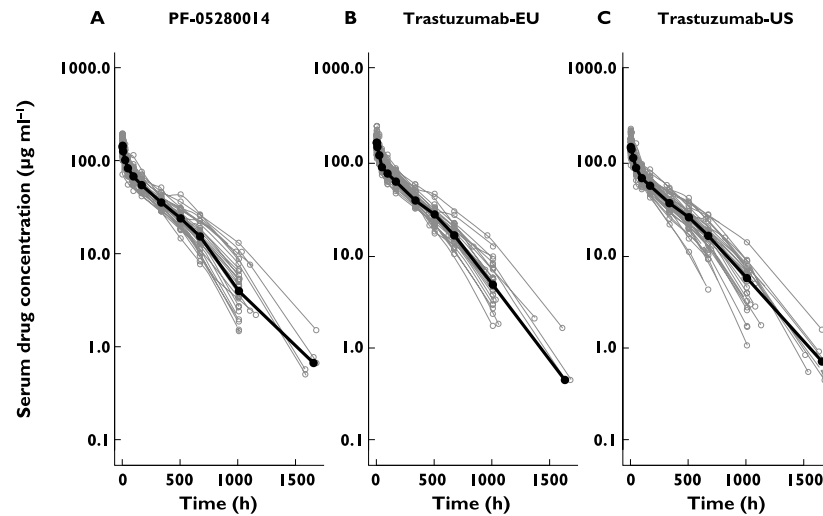 A PF-05280014
B Trastuzumab-EU
C Trastuzumab-US
Serum drug concentration (µg ml⁻¹)
1000.0
100.0
10.0
1.0
0.1
0 500 1000 1500
Time (h)
1000.0
100.0
10.0
1.0
0.1
0 500 1000 1500
Time (h)
1000.0
100.0
10.0
1.0
0.1
0 500 1000 1500
Time (h)